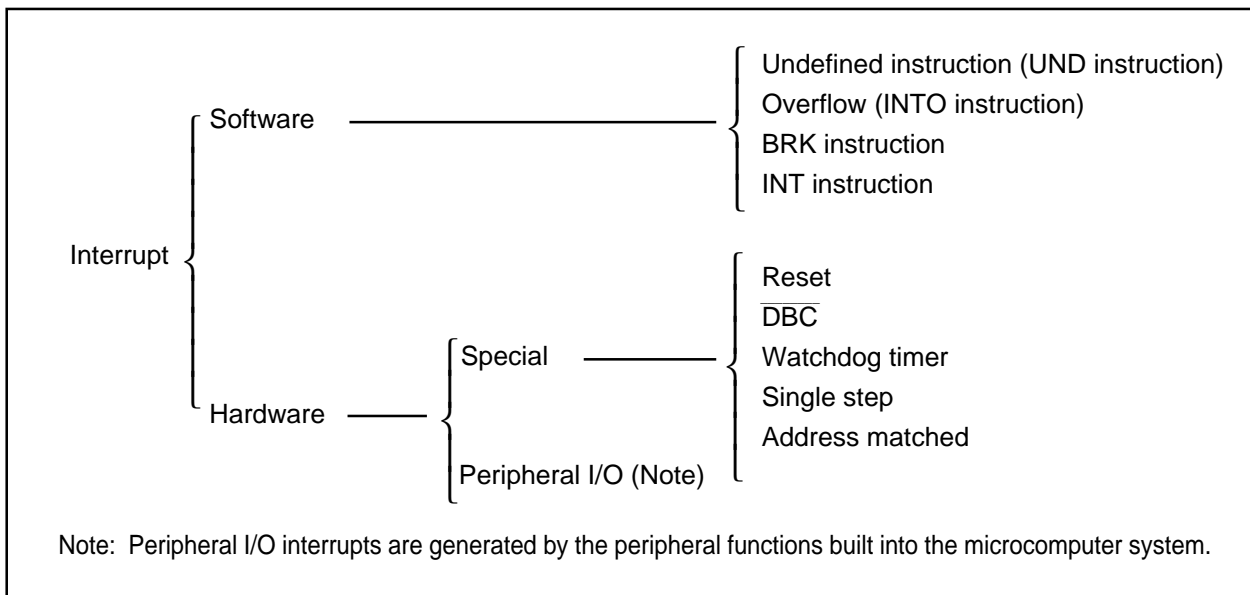 Undefined instruction (UND instruction)
Software
Overflow (INTO instruction)
BRK instruction
INT instruction
Interrupt
Reset
DBC
Special
Watchdog timer
Single step
Hardware
Address matched
Peripheral I/O (Note)
Note: Peripheral I/O interrupts are generated by the peripheral functions built into the microcomputer system.